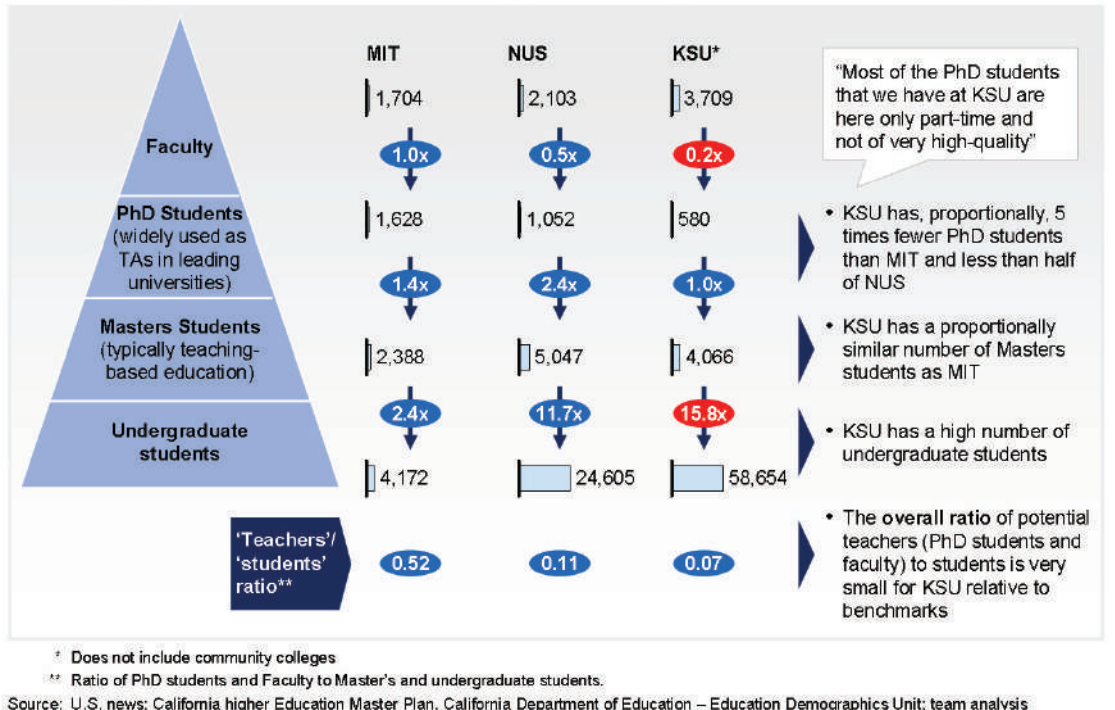 MIT
NUS
KSU*
1,704
2,103
3,709
"Most of the PhD students
that we have at KSU are
here only part-time and
not of very high-quality"
Faculty
1.0x
0.5x
0.2x
PhD Students
(widely used as
TAs in leading
universities)
1,628
1,052
580
• KSU has, proportionally, 5
times fewer PhD students
than MIT and less than half
of NUS
1.4x
2.4x
1.0x
Masters Students
(typically teaching-
based education)
2,388
5,047
4,066
• KSU has a proportionally
similar number of Masters
students as MIT
2.4x
11.7x
15.8x
Undergraduate
students
4,172
24,605
58,654
• KSU has a high number of
undergraduate students
'Teachers'/
'students'
ratio**
0.52
0.11
0.07
• The overall ratio of potential
teachers (PhD students and
faculty) to students is very
small for KSU relative to
benchmarks
* Does not include community colleges
** Ratio of PhD students and Faculty to Master's and undergraduate students.
Source: U.S. news; California higher Education Master Plan, California Department of Education – Education Demographics Unit; team analysis